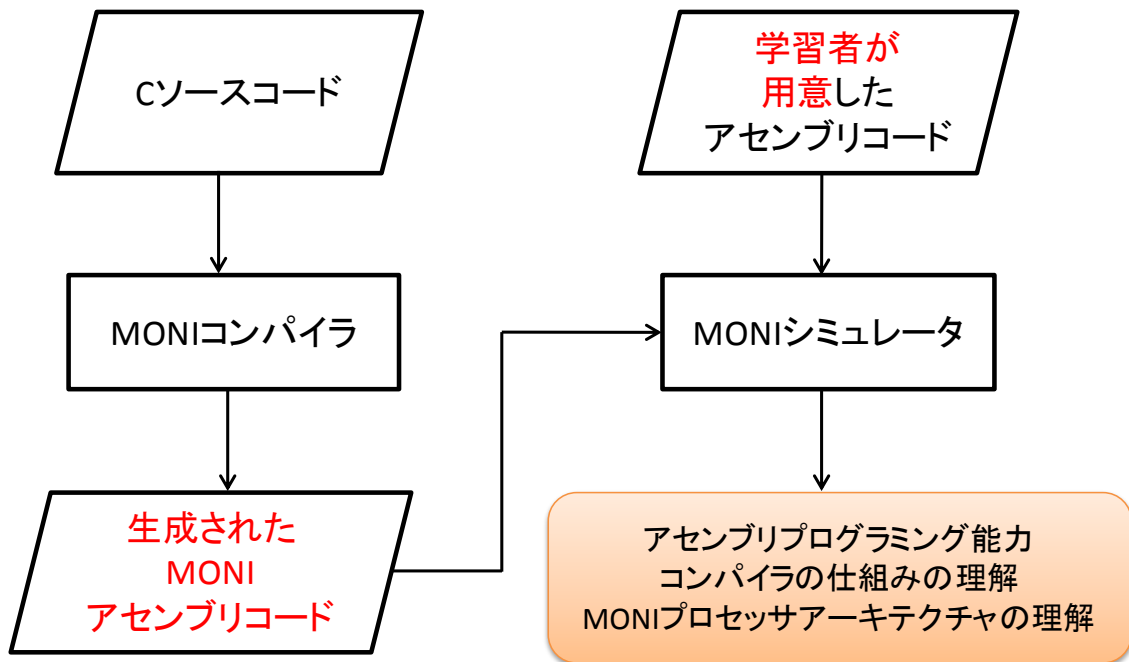 Cソースコード
学習者が
用意した
アセンブリコード
MONIコンパイラ
MONIシミュレータ
生成された
MONI
アセンブリコード
アセンブリプログラミング能力
コンパイラの仕組みの理解
MONIプロセッサアーキテクチャの理解